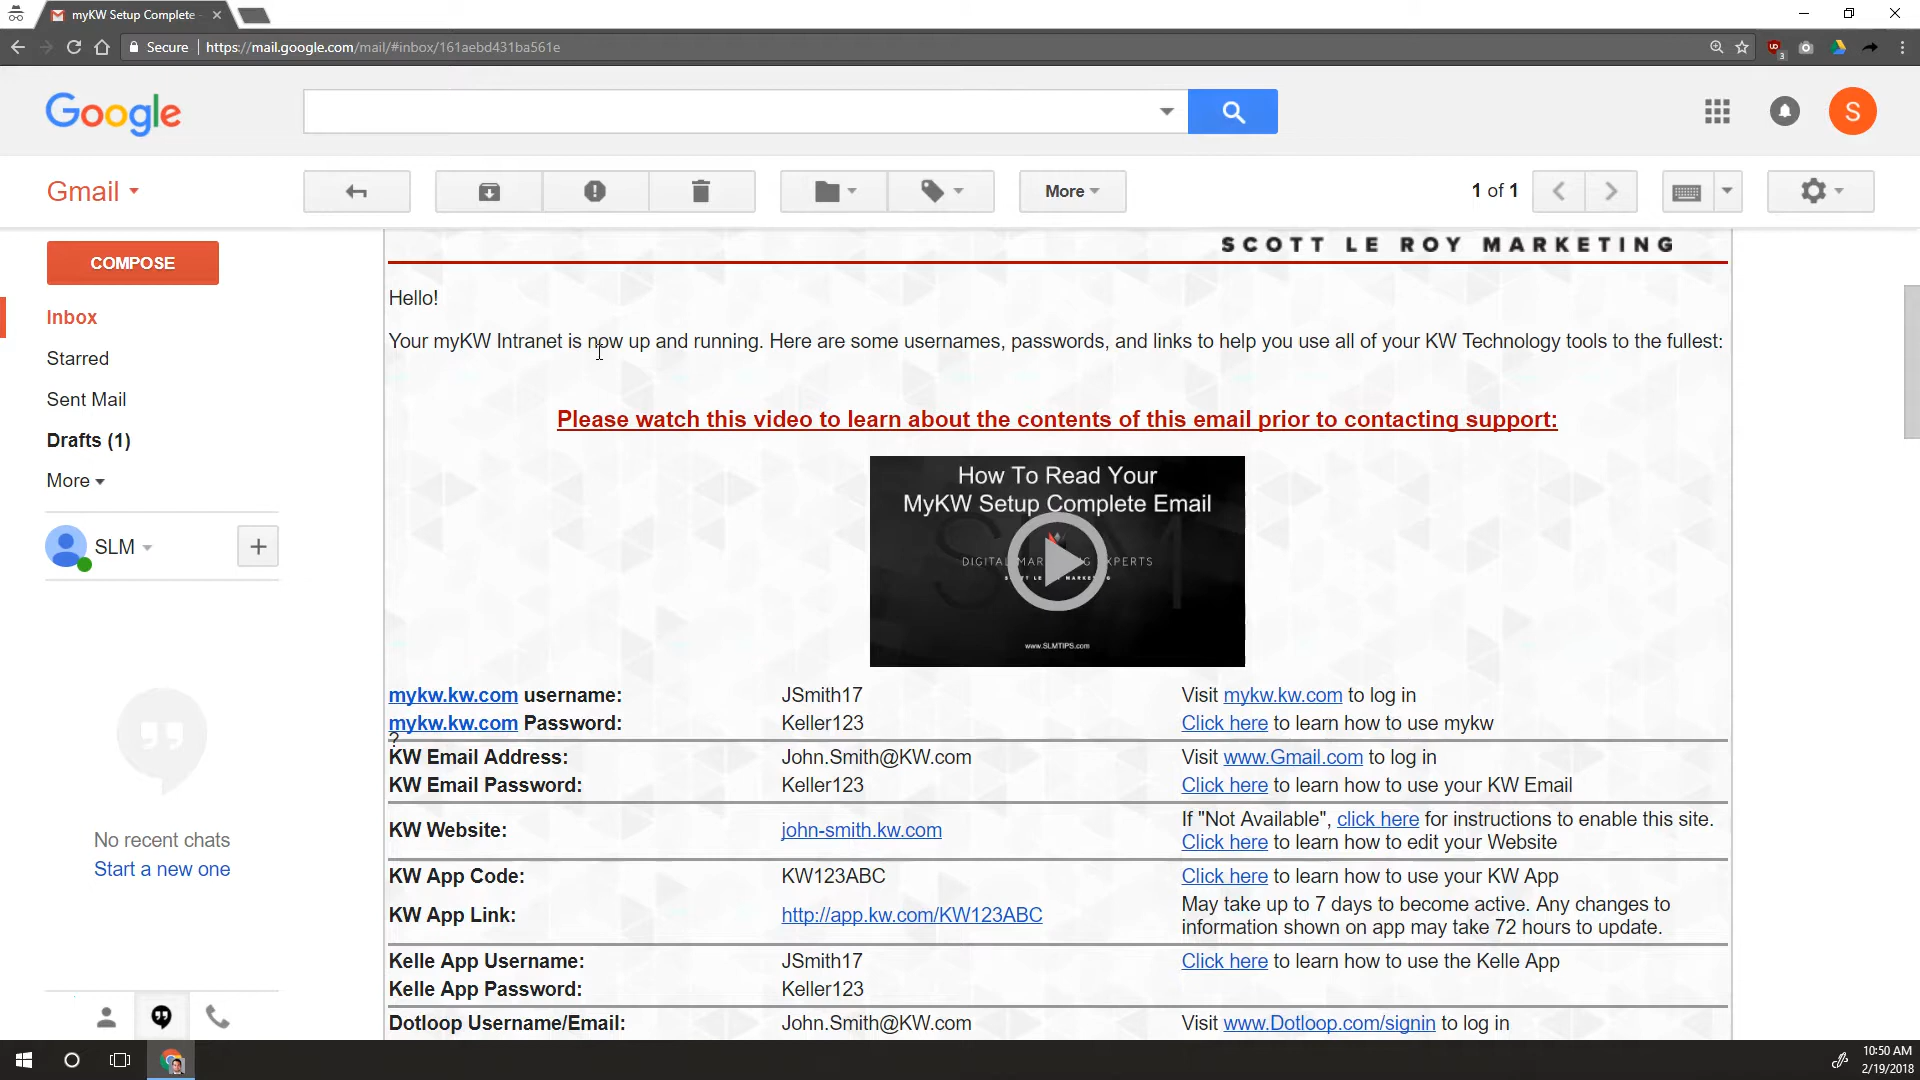 myKW Setup Complete
Secure
https://mail.google.com/mail/#inbox/161aebd431ba561e
3
Google
S
Gmail
More
1 of 1
SCOTT LE ROY MARKETING
COMPOSE
Inbox
Starred
Sent Mail
Drafts (1)
More
SLM
No recent chats
Start a new one
Hello!
Your myKW Intranet is now up and running. Here are some usernames, passwords, and links to help you use all of your KW Technology tools to the fullest:
Please watch this video to learn about the contents of this email prior to contacting support:
How To Read Your
MyKW Setup Complete Email
www.SLMTIPS.com
mykw.kw.com username: JSmith17 Visit mykw.kw.com to log in
mykw.kw.com Password: Keller123 Click here to learn how to use mykw
?
KW Email Address: John.Smith@KW.com Visit www.Gmail.com to log in
KW Email Password: Keller123 Click here to learn how to use your KW Email
KW Website: john-smith.kw.com If "Not Available", click here for instructions to enable this site.
Click here to learn how to edit your Website
KW App Code: KW123ABC Click here to learn how to use your KW App
KW App Link: http://app.kw.com/KW123ABC May take up to 7 days to become active. Any changes to
information shown on app may take 72 hours to update.
Kelle App Username: JSmith17 Click here to learn how to use the Kelle App
Kelle App Password: Keller123
Dotloop Username/Email: John.Smith@KW.com Visit www.Dotloop.com/signin to log in
10:50 AM
2/19/2018